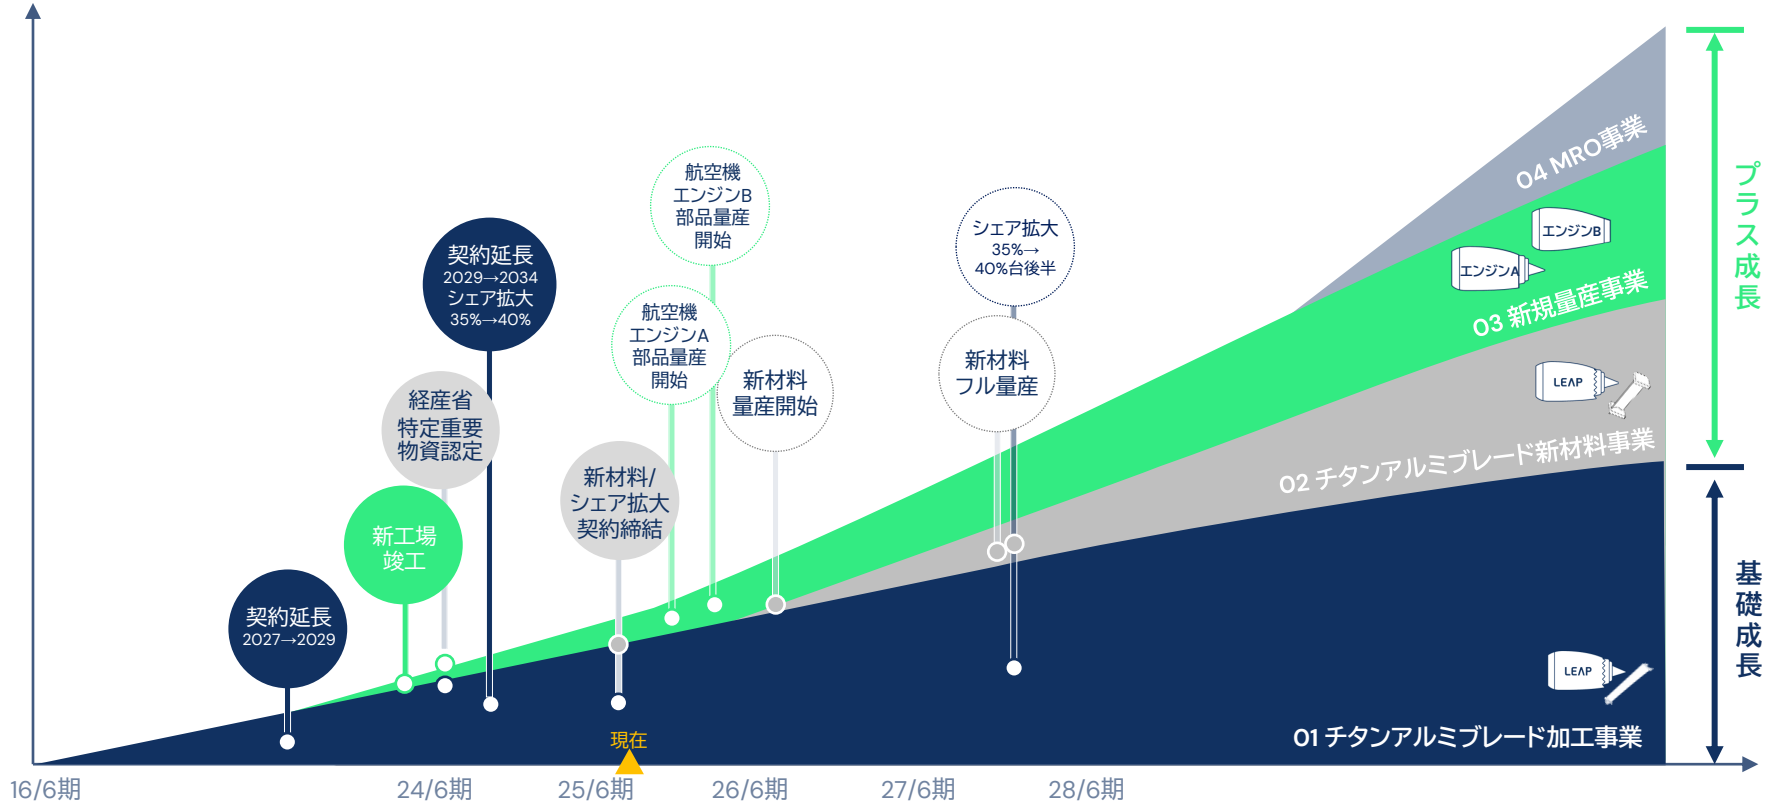 04 MRO事業
プラス成長
エンジンB
エンジンA
03 新規量産事業
LEAP
02 チタンアルミブレード新材料事業
基礎成長
LEAP
01 チタンアルミブレード加工事業
航空機
エンジンB
部品量産
開始
シェア拡大
35%→
40%台後半
契約延長
2029→2034
シェア拡大
35%→40%
航空機
エンジンA
部品量産
開始
新材料
量産開始
新材料
フル量産
経産省
特定重要
物資認定
新材料/
シェア拡大
契約締結
新工場
竣工
契約延長
2027→2029
現在
16/6期
24/6期
25/6期
26/6期
27/6期
28/6期